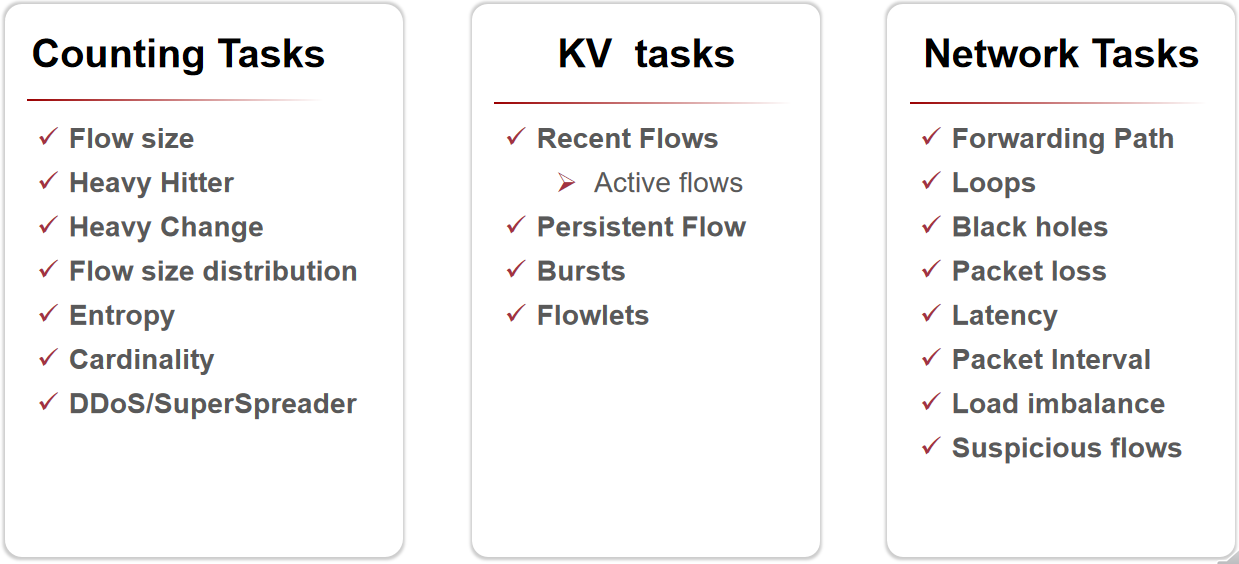 Counting Tasks
✓ Flow size
✓ Heavy Hitter
✓ Heavy Change
✓ Flow size distribution
✓ Entropy
✓ Cardinality
✓ DDoS/SuperSpreader
KV tasks
✓ Recent Flows
➢ Active flows
✓ Persistent Flow
✓ Bursts
✓ Flowlets
Network Tasks
✓ Forwarding Path
✓ Loops
✓ Black holes
✓ Packet loss
✓ Latency
✓ Packet Interval
✓ Load imbalance
✓ Suspicious flows